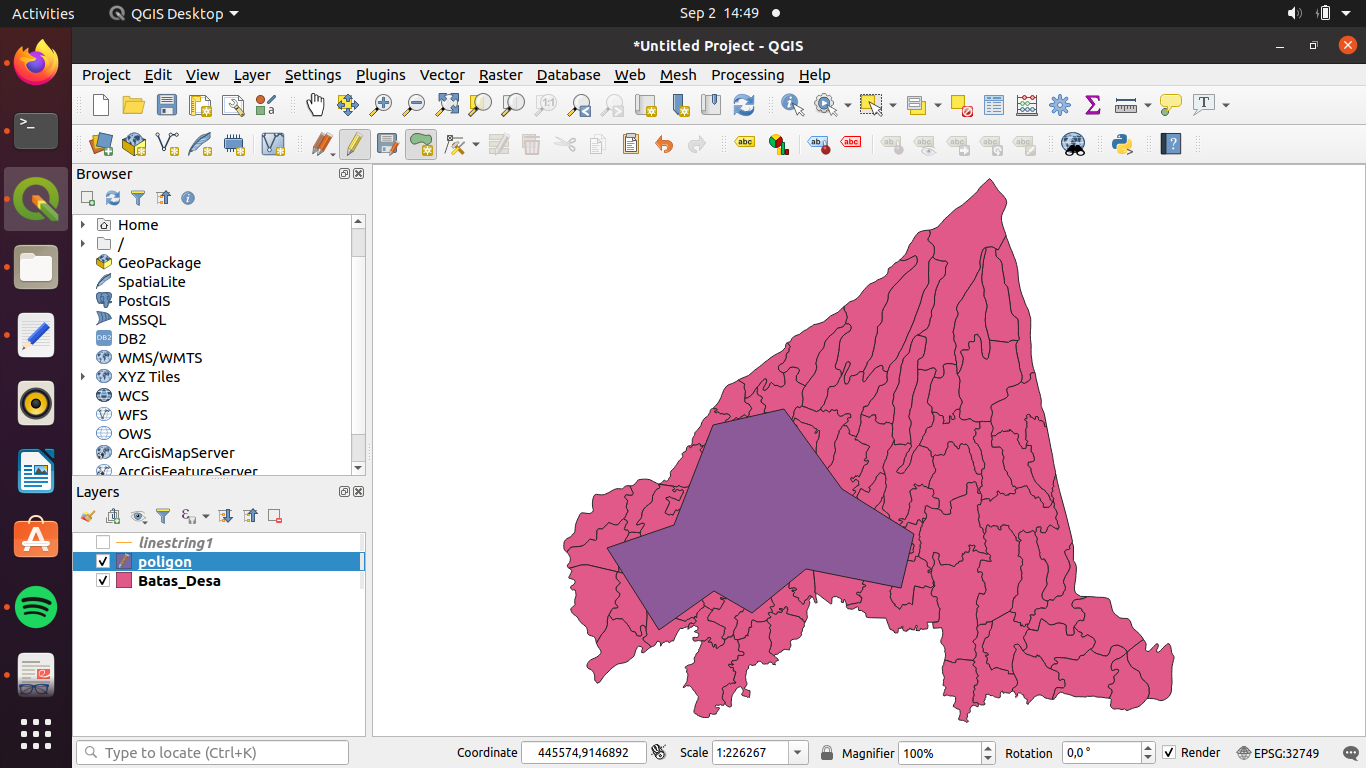 Activities QGIS Desktop Sep 2 14:49
*Untitled Project - QGIS
Project Edit View Layer Settings Plugins Vector Raster Database Web Mesh Processing Help
Browser
Home
/
GeoPackage
SpatiaLite
PostGIS
MSSQL
DB2
WMS/WMTS
XYZ Tiles
WCS
WFS
OWS
ArcGisMapServer
ArcGisFeatureServer
Layers
linestring1
poligon
Batas_Desa
Type to locate (Ctrl+K) Coordinate 445574,9146892 Scale 1:226267 Magnifier 100% Rotation 0,0 ° Render EPSG:32749